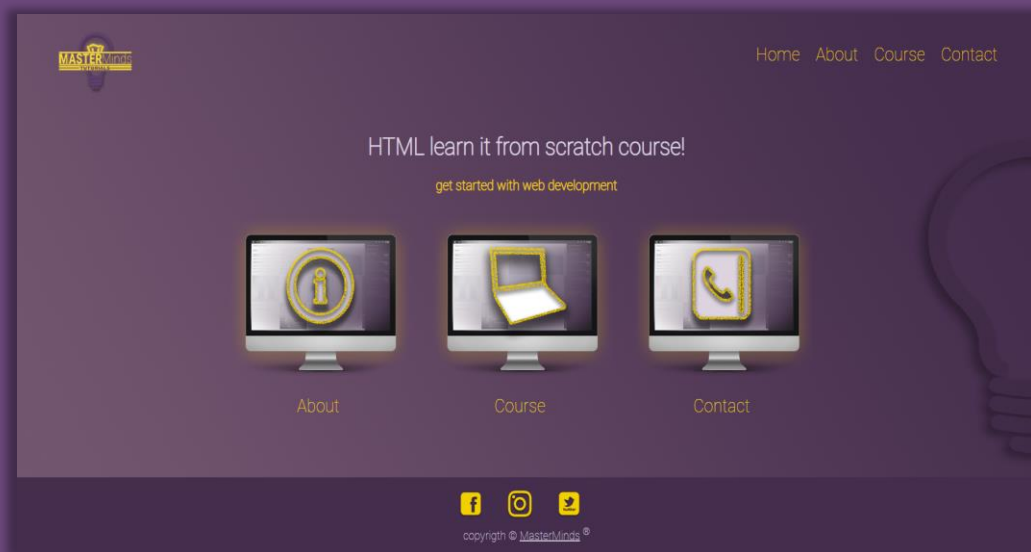 MASTERMinds
TUTORIALS
Home About Course Contact
HTML learn it from scratch course!
get started with web development
About Course Contact
copyrigth © MasterMinds ®